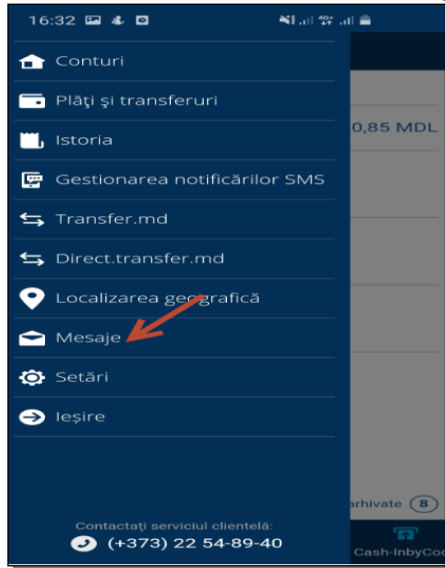 16:32
Conturi
Plăţi şi transferuri
0,85 MDL
Istoria
Gestionarea notificărilor SMS
Transfer.md
Direct.transfer.md
Localizarea geografică
Mesaje
Setări
Ieșire
arhivate 8
Contactaţi serviciul clientelă:
(+373) 22 54-89-40
Cash-InbyCod